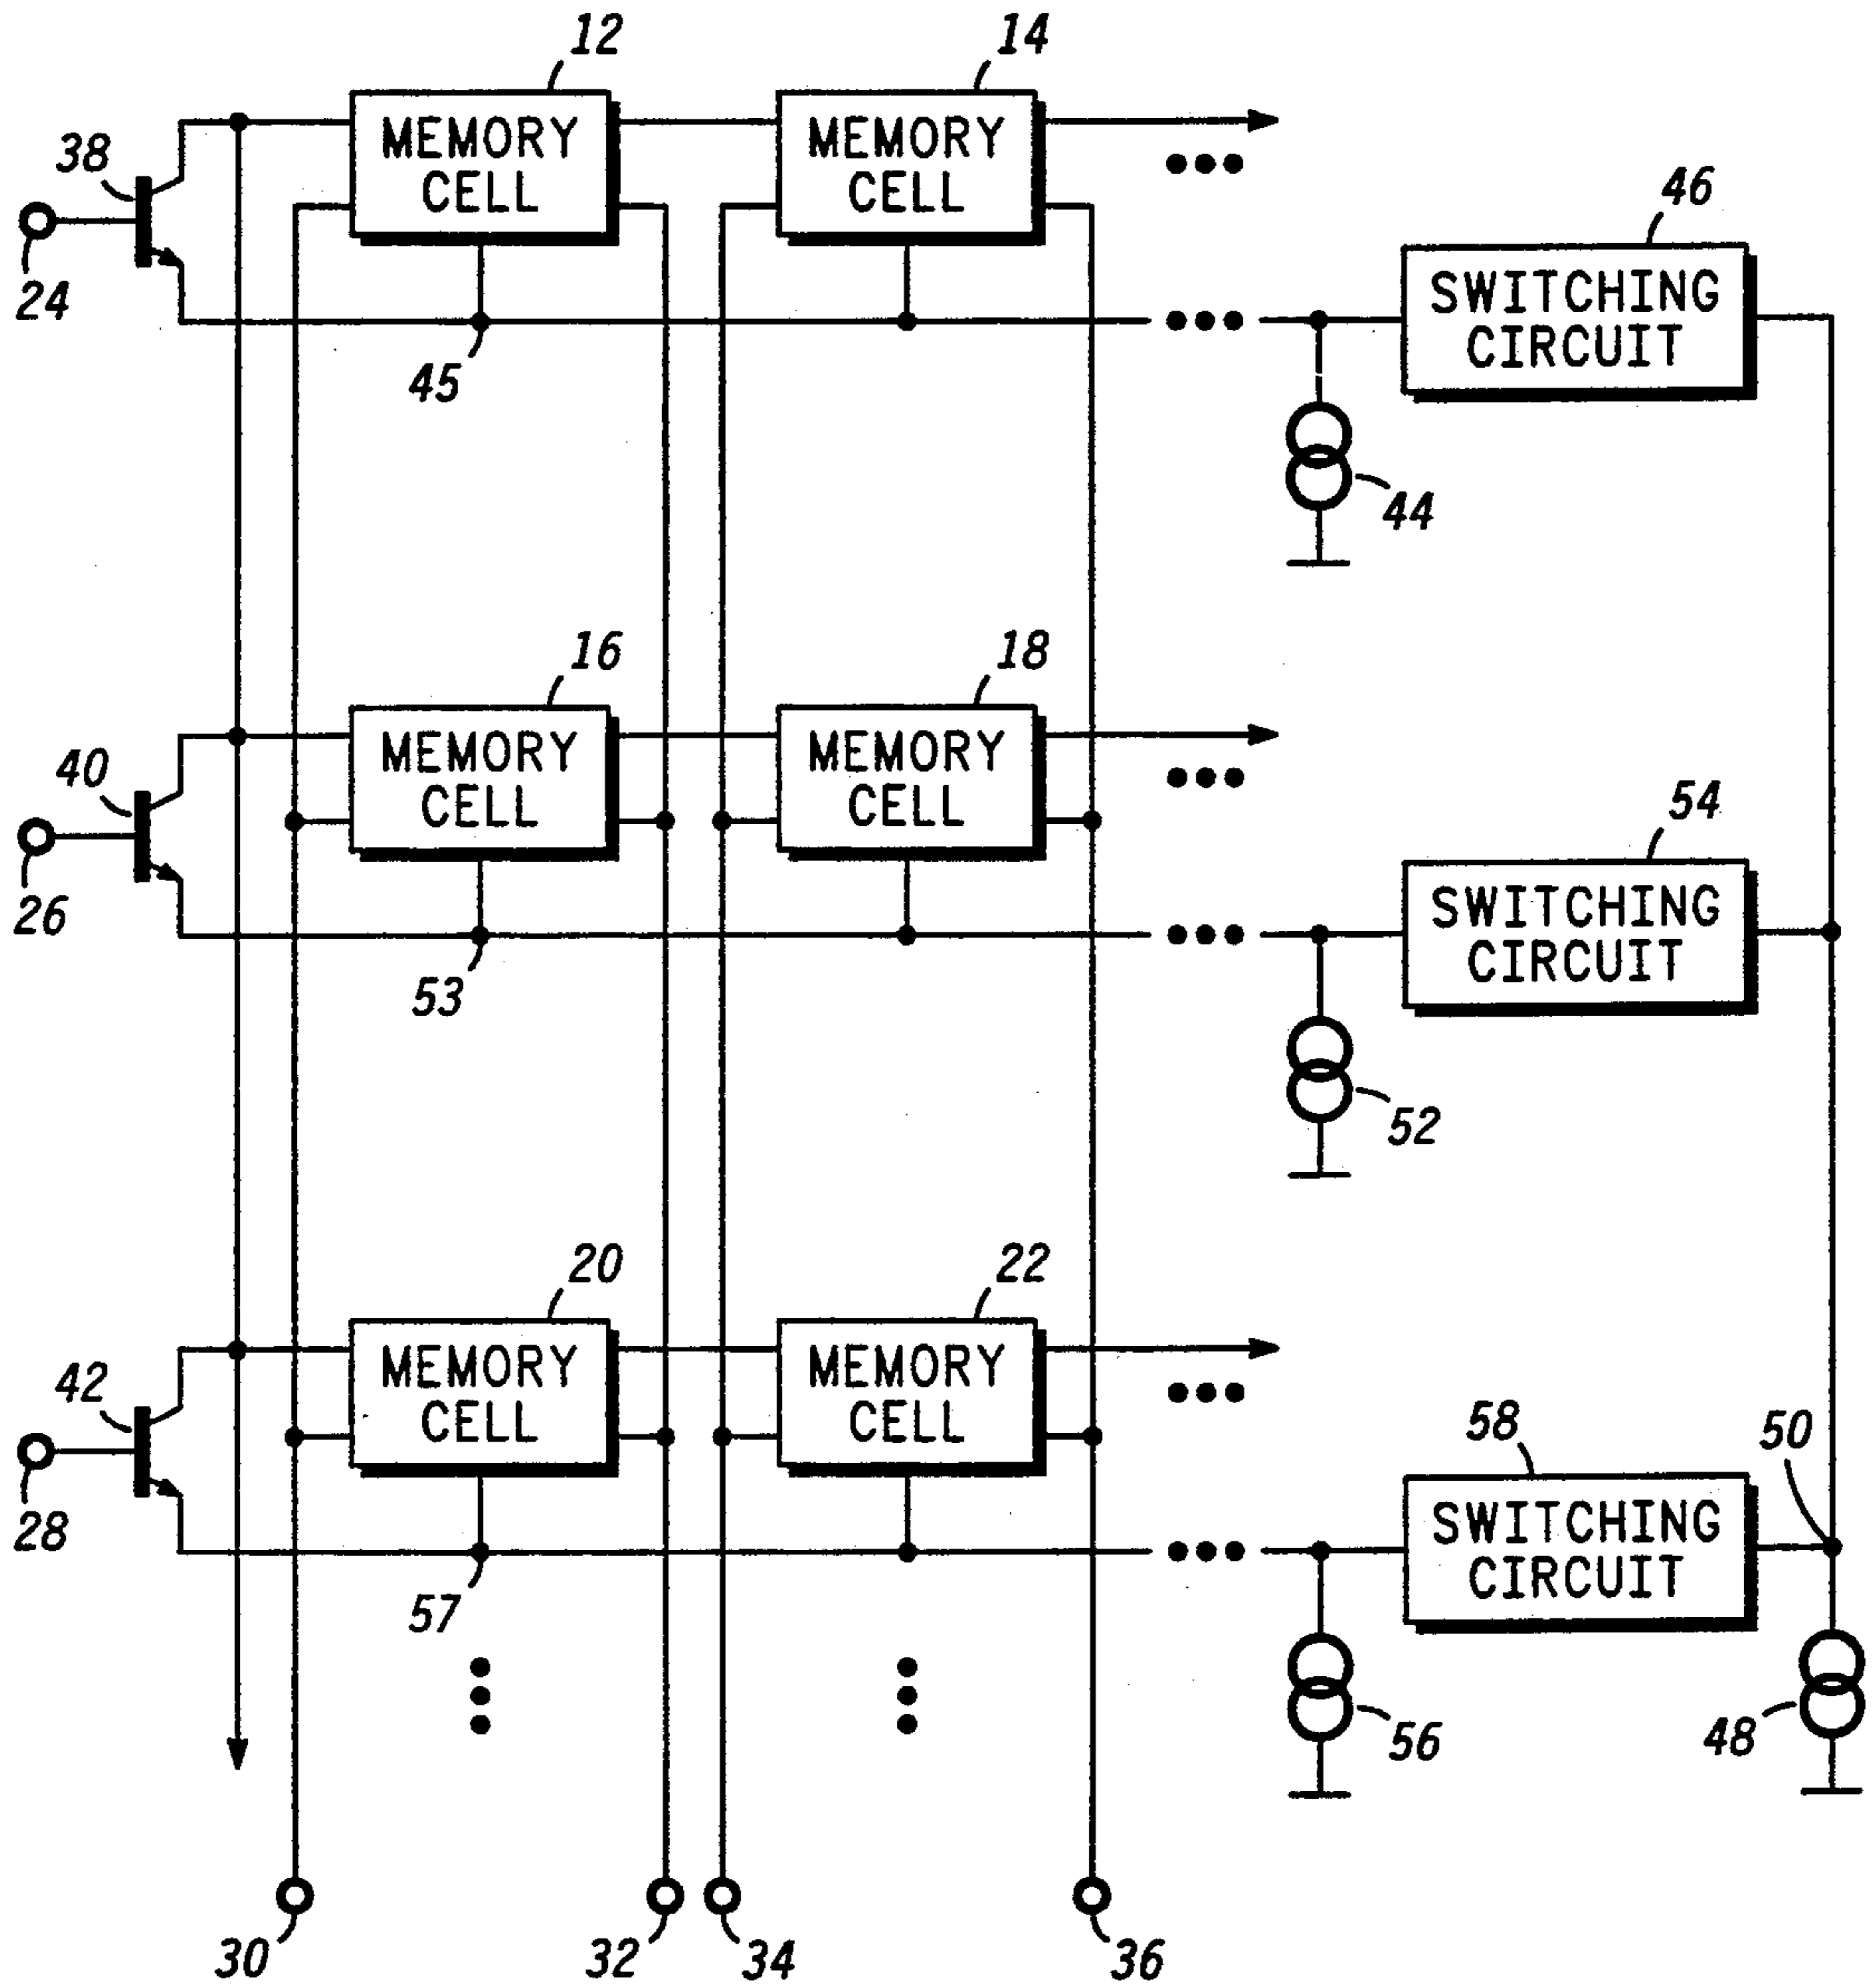 12
14
MEMORY
CELL
MEMORY
CELL
38
24
45
46
SWITCHING
CIRCUIT
44
16
18
MEMORY
CELL
MEMORY
CELL
40
26
53
54
SWITCHING
CIRCUIT
52
20
22
MEMORY
CELL
MEMORY
CELL
42
28
57
58
50
SWITCHING
CIRCUIT
56
48
30
32
34
36